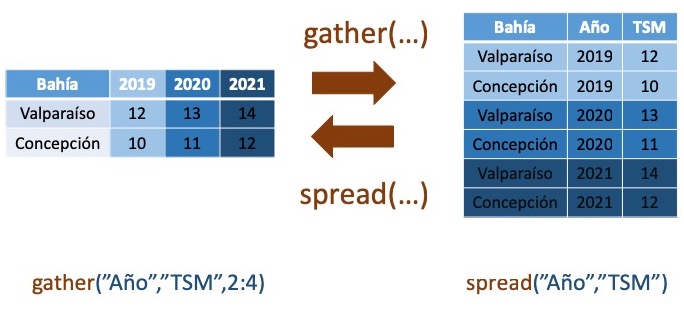 gather(...)
Bahía 2019 2020 2021
Valparaíso 12 13 14
Concepción 10 11 12
spread(...)
Bahía Año TSM
Valparaíso 2019 12
Concepción 2019 10
Valparaíso 2020 13
Concepción 2020 11
Valparaíso 2021 14
Concepción 2021 12
gather(”Año”,”TSM”,2:4)
spread(”Año”,”TSM”)